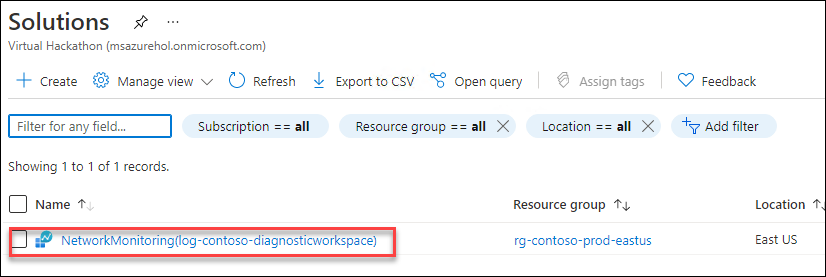 Solutions ...
Virtual Hackathon (msazurehol.onmicrosoft.com)
+ Create Manage view Refresh Export to CSV Open query Assign tags Feedback
Filter for any field... Subscription == all Resource group == all Location == all Add filter
Showing 1 to 1 of 1 records.
Name ↑↓ Resource group ↑↓ Location ↑↓
NetworkMonitoring(log-contoso-diagnosticworkspace) rg-contoso-prod-eastus East US